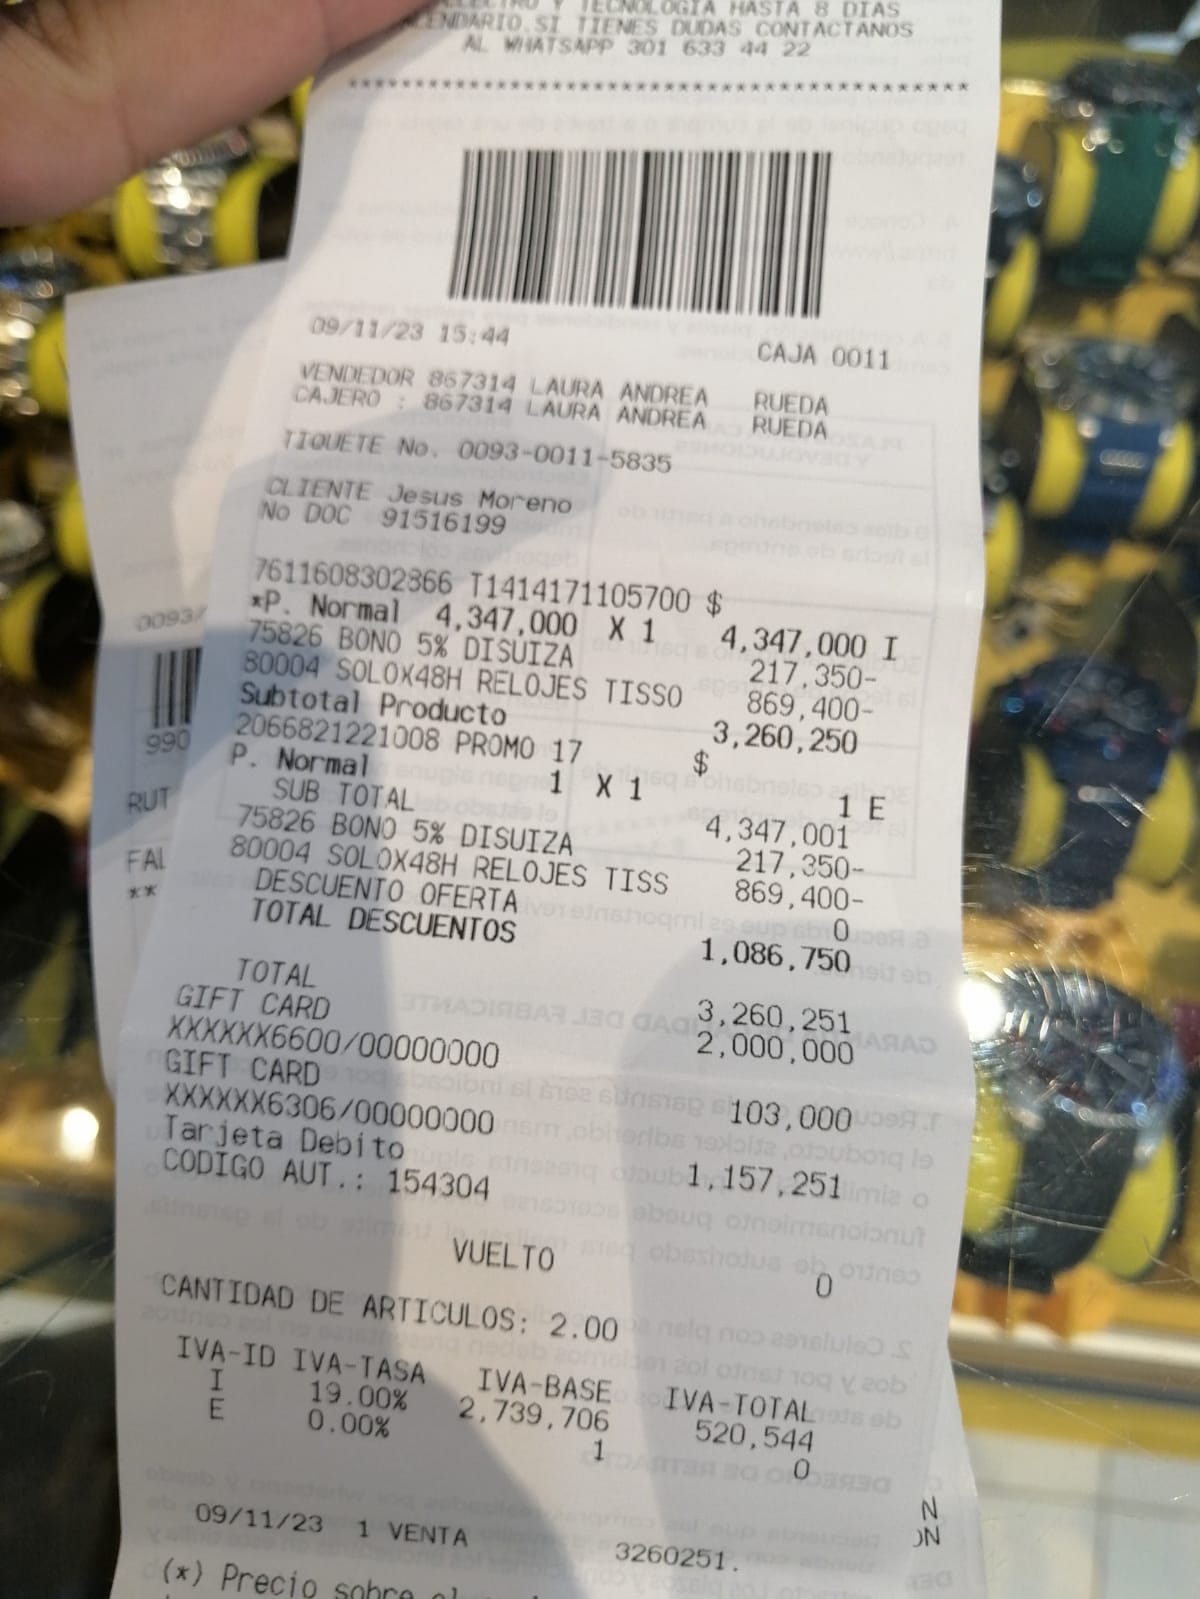 ELECTRO Y TECNOLOGIA HASTA 8 DIAS
CALENDARIO.SI TIENES DUDAS CONTACTANOS
AL WHATSAPP 301 633 44 22
09/11/23 15:44 CAJA 0011
VENDEDOR 867314 LAURA ANDREA RUEDA
CAJERO : 867314 LAURA ANDREA RUEDA
TIQUETE No. 0093-0011-5835
CLIENTE Jesus Moreno
No DOC 91516199
7611608302866 T1414171105700 $
*P. Normal 4,347,000 X 1 4,347,000 I
75826 BONO 5% DISUIZA 217,350-
80004 SOLOX48H RELOJES TISSO 869,400-
Subtotal Producto 3,260,250
2066821221008 PROMO 17 $
P. Normal 1 X 1 1 E
SUB TOTAL 4,347,001
75826 BONO 5% DISUIZA 217,350-
80004 SOLOX48H RELOJES TISS 869,400-
DESCUENTO OFERTA 0
TOTAL DESCUENTOS 1,086,750
TOTAL 3,260,251
GIFT CARD 2,000,000
XXXXXX6600/00000000
GIFT CARD 103,000
XXXXXX6306/00000000
Tarjeta Debito 1,157,251
CODIGO AUT.: 154304
VUELTO 0
CANTIDAD DE ARTICULOS: 2.00
IVA-ID IVA-TASA IVA-BASE IVA-TOTAL
I 19.00% 2,739,706 520,544
E 0.00% 1 0
09/11/23 1 VENTA 3260251.
(*) Precio sobre
0093/
990
RUT
FAL
**